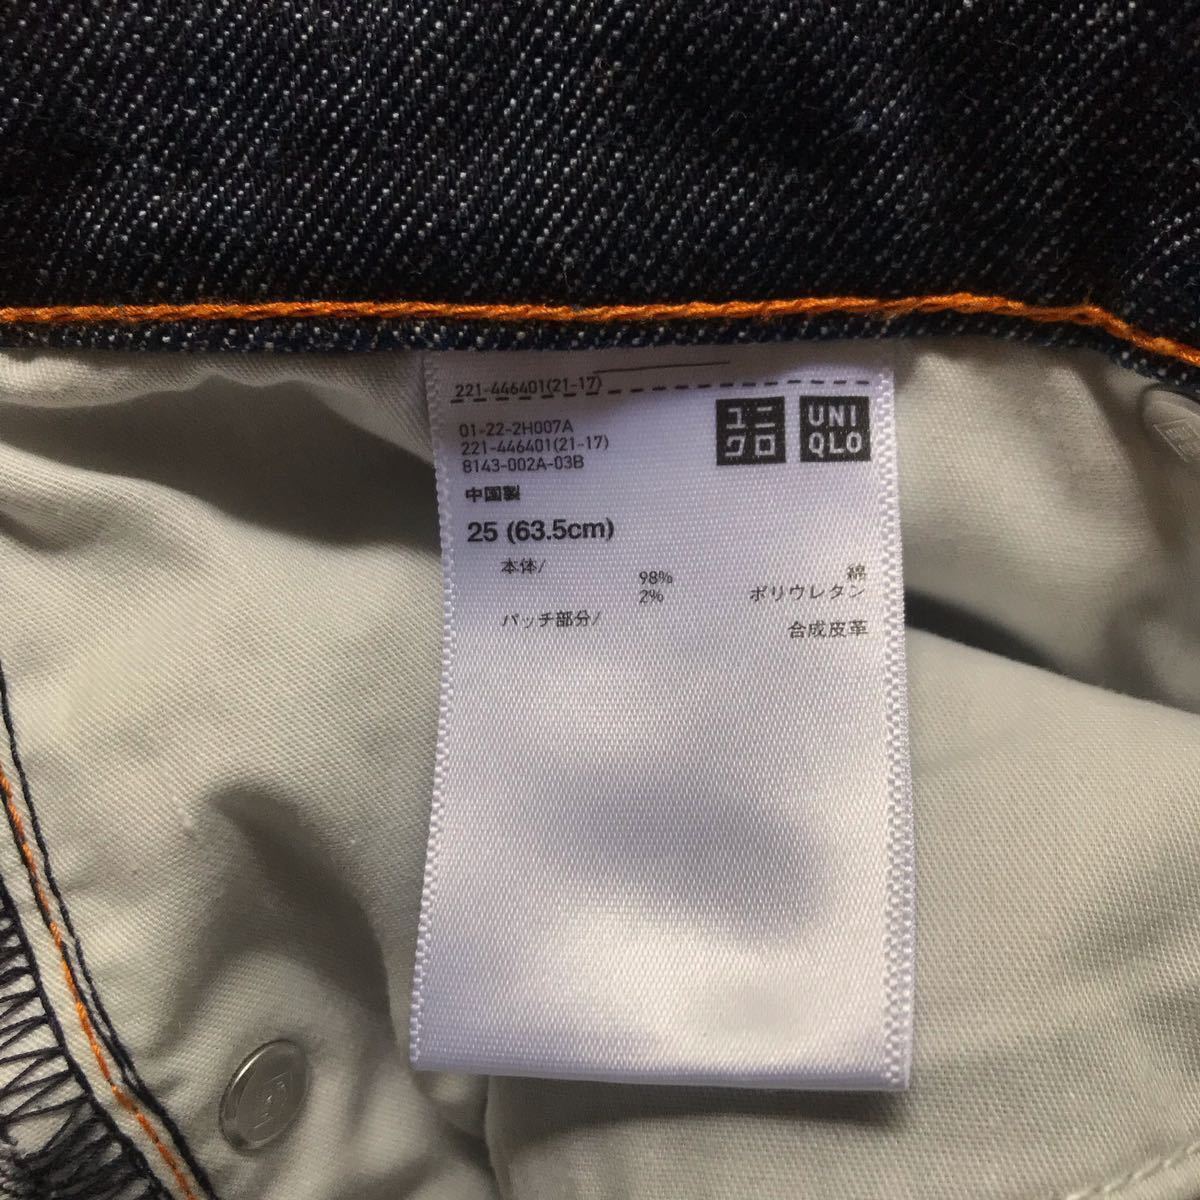 221-446401(21-17)
ユニクロ UNIQLO
01-22-2H007A
221-446401(21-17)
8143-002A-03B
中国製
25 (63.5cm)
本体/
98% 綿
2% ポリウレタン
パッチ部分/ 合成皮革